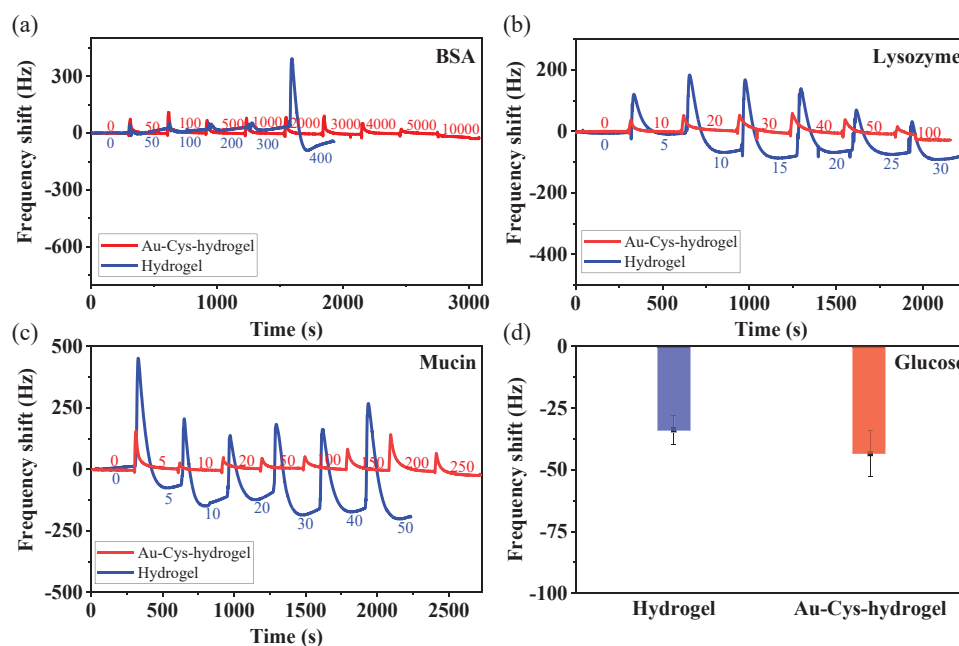 (a)
BSA
Frequency shift (Hz)
300
0
-300
-600
0 50 100 500 1000 2000 3000 4000 5000 10000
0 100 200 300 400
Au-Cys-hydrogel
Hydrogel
0 1000 2000 3000
Time (s)
(b)
Lysozyme
Frequency shift (Hz)
200
0
-200
-400
0 10 20 30 40 50 100
0 5 10 15 20 25 30
Au-Cys-hydrogel
Hydrogel
0 500 1000 1500 2000
Time (s)
(c)
Mucin
Frequency shift (Hz)
500
250
0
-250
-500
0 5 10 20 50 100 150 200 250
0 5 10 20 30 40 50
Au-Cys-hydrogel
Hydrogel
0 500 1000 1500 2000 2500
Time (s)
(d)
Glucose
Frequency shift (Hz)
0
-25
-50
-75
-100
Hydrogel Au-Cys-hydrogel